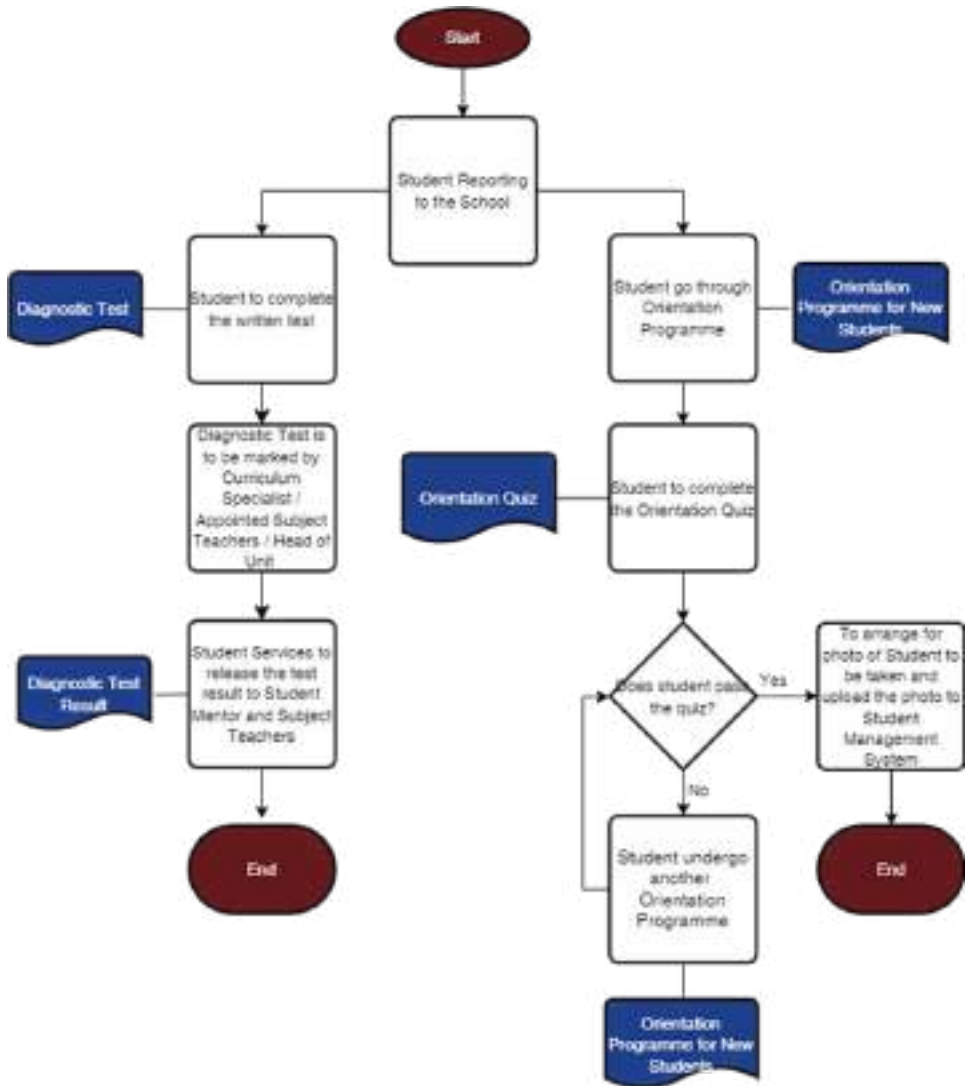 Start
Student Reporting
to the School
Diagnostic Test
Student to complete
the written test
Student go through
Orientation
Programme
Orientation
Programme for New
Students
Diagnostic Test is
to be marked by
Curriculum
Specialist /
Appointed Subject
Teachers / Head of
Unit
Orientation Quiz
Student to complete
the Orientation Quiz
Diagnostic Test
Result
Student Services to
release the test
result to Student
Mentor and Subject
Teachers
Does student pass
the quiz?
Yes
To arrange for
photo of Student to
be taken and
upload the photo to
Student
Management
System
No
End
Student undergo
another
Orientation
Programme
End
Orientation
Programme for New
Students